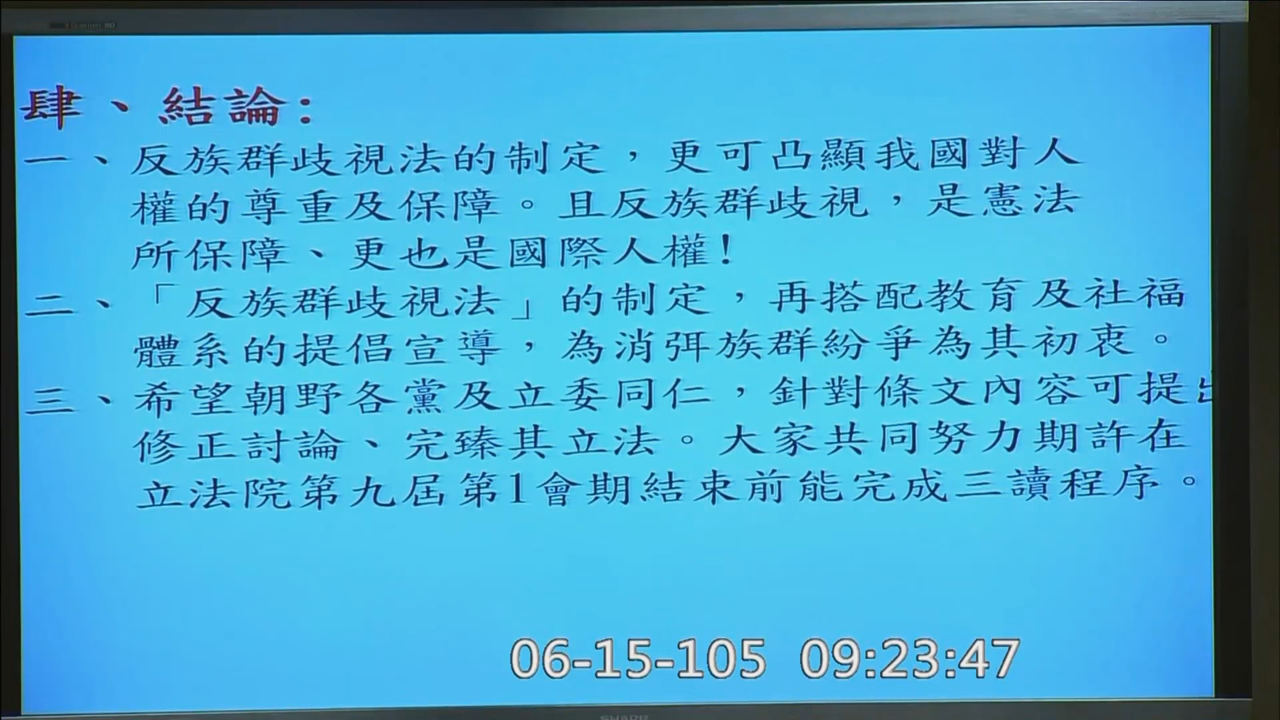 肆、結論:
一、反族群歧視法的制定，更可凸顯我國對人
權的尊重及保障。且反族群歧視，是憲法
所保障、更也是國際人權!
二、「反族群歧視法」的制定，再搭配教育及社福
體系的提倡宣導，為消弭族群紛爭為其初衷。
三、希望朝野各黨及立委同仁，針對條文內容可提出
修正討論、完臻其立法。大家共同努力期許在
立法院第九屆第1會期結束前能完成三讀程序。
06-15-105 09:23:47
SHARP